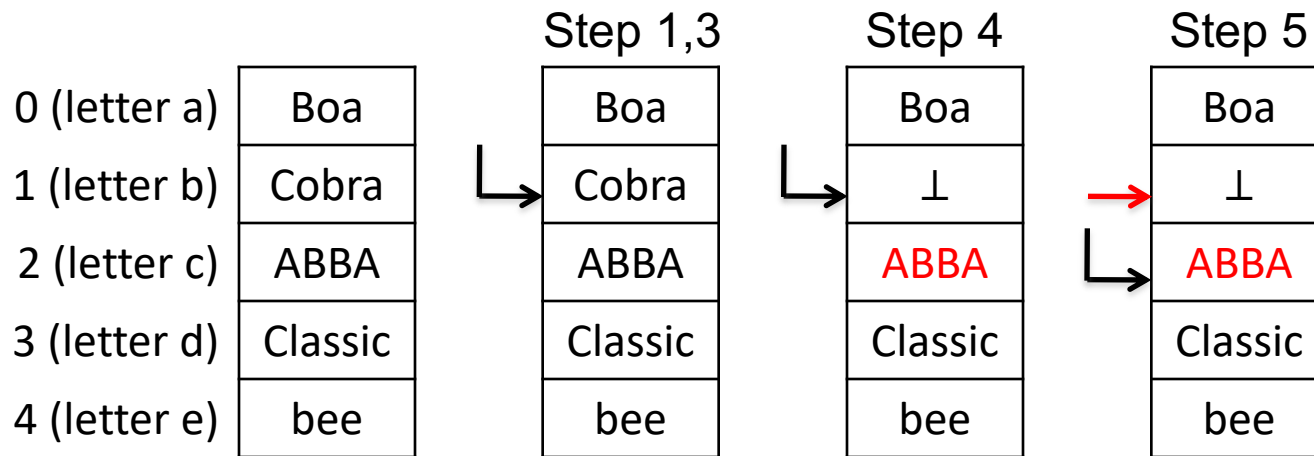 Step 1,3 Step 4 Step 5
0 (letter a) Boa Boa Boa Boa
1 (letter b) Cobra Cobra ⊥ ⊥
2 (letter c) ABBA ABBA ABBA ABBA
3 (letter d) Classic Classic Classic Classic
4 (letter e) bee bee bee bee